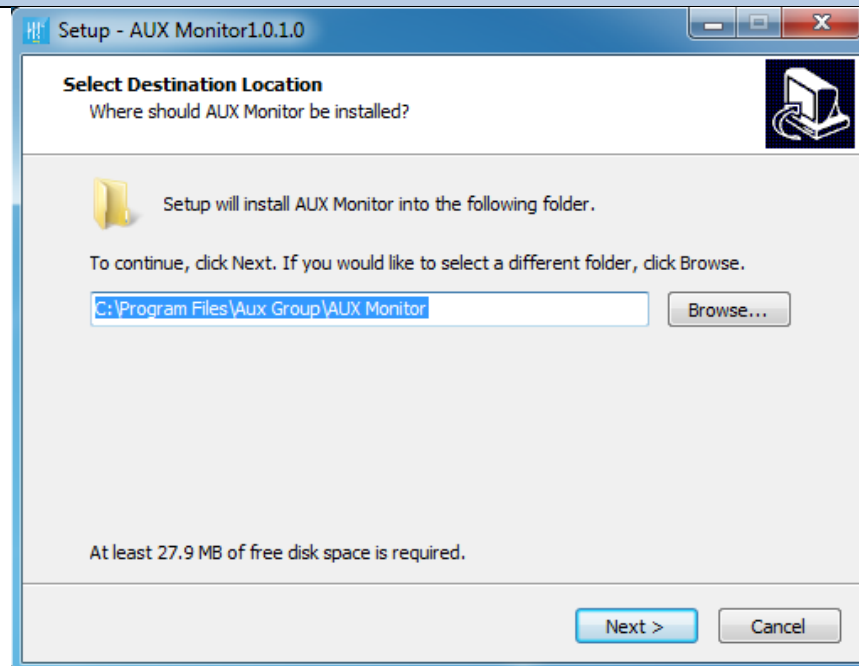 Setup - AUX Monitor1.0.1.0
Select Destination Location
Where should AUX Monitor be installed?
Setup will install AUX Monitor into the following folder.
To continue, click Next. If you would like to select a different folder, click Browse.
C:\Program Files\Aux Group\AUX Monitor
Browse...
At least 27.9 MB of free disk space is required.
Next >
Cancel